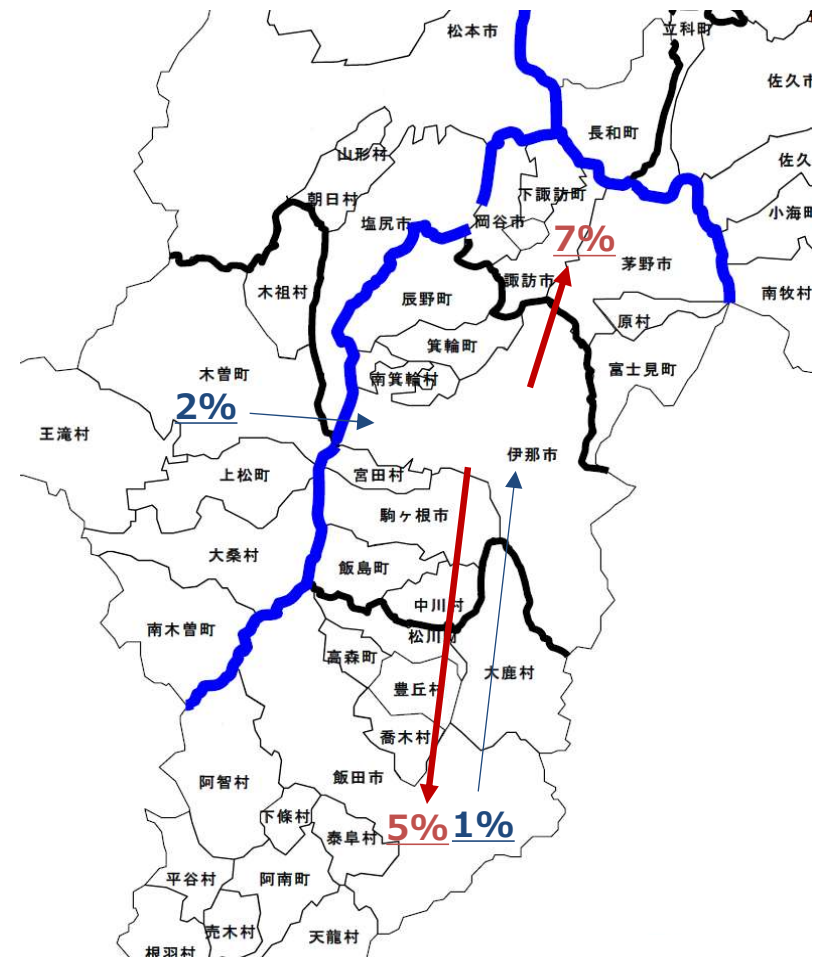 松本市
立科町
佐久市
長和町
山形村
佐久
朝日村
下諏訪町
小海町
塩尻市
岡谷市
7%
茅野市
諏訪市
木祖村
辰野町
南牧村
原村
箕輪町
木曽町
南箕輪村
富士見町
2%
王滝村
伊那市
上松町
宮田村
駒ヶ根市
大桑村
飯島町
中川村
南木曽町
松川町
高森町
大鹿村
豊丘村
喬木村
阿智村
飯田市
下條村
5%
1%
泰阜村
平谷村
阿南町
売木村
天龍村
根羽村